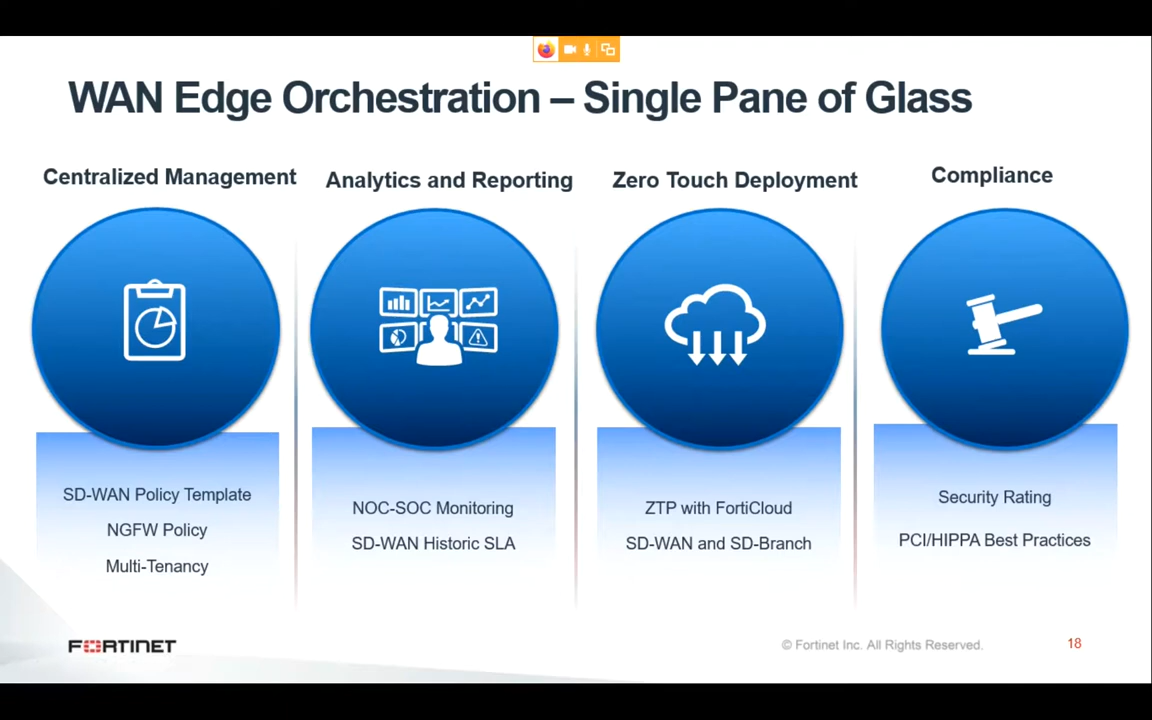 WAN Edge Orchestration – Single Pane of Glass
Centralized Management
SD-WAN Policy Template
NGFW Policy
Multi-Tenancy
Analytics and Reporting
NOC-SOC Monitoring
SD-WAN Historic SLA
Zero Touch Deployment
ZTP with FortiCloud
SD-WAN and SD-Branch
Compliance
Security Rating
PCI/HIPPA Best Practices
FORTINET
© Fortinet Inc. All Rights Reserved.
18